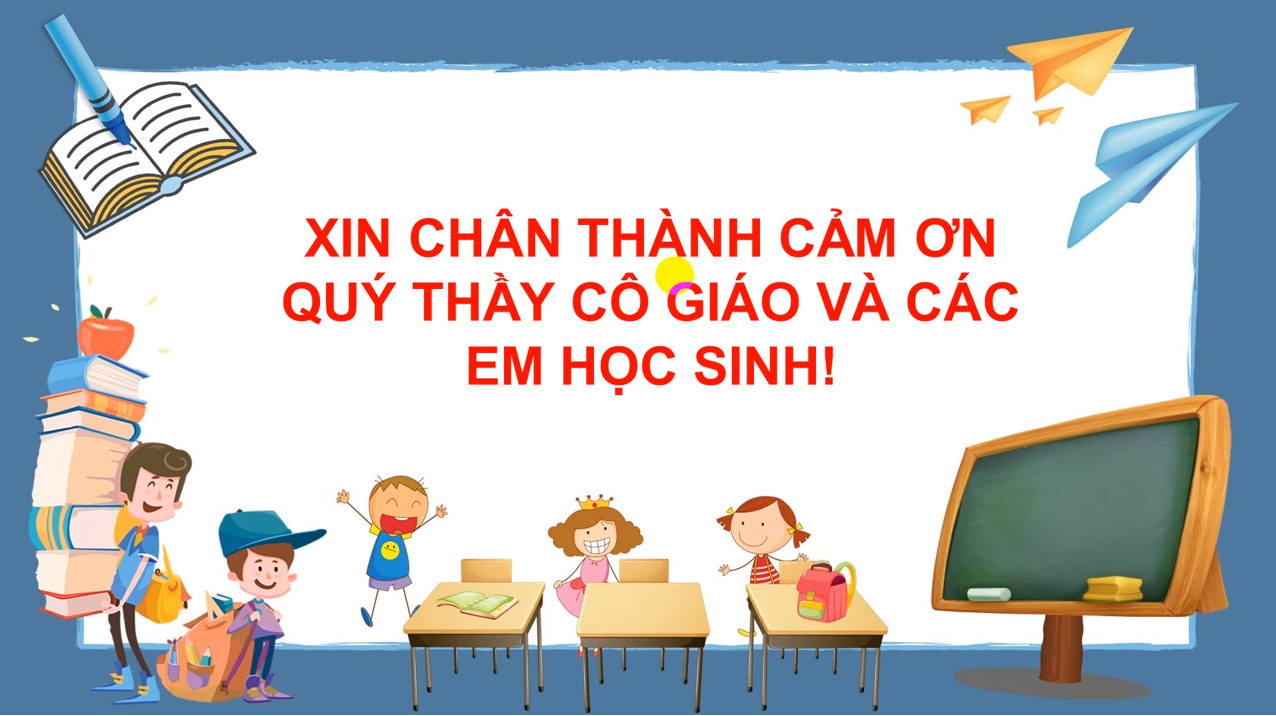 XIN CHÂN THÀNH CẢM ƠN
QUÝ THẦY CÔ GIÁO VÀ CÁC
EM HỌC SINH!